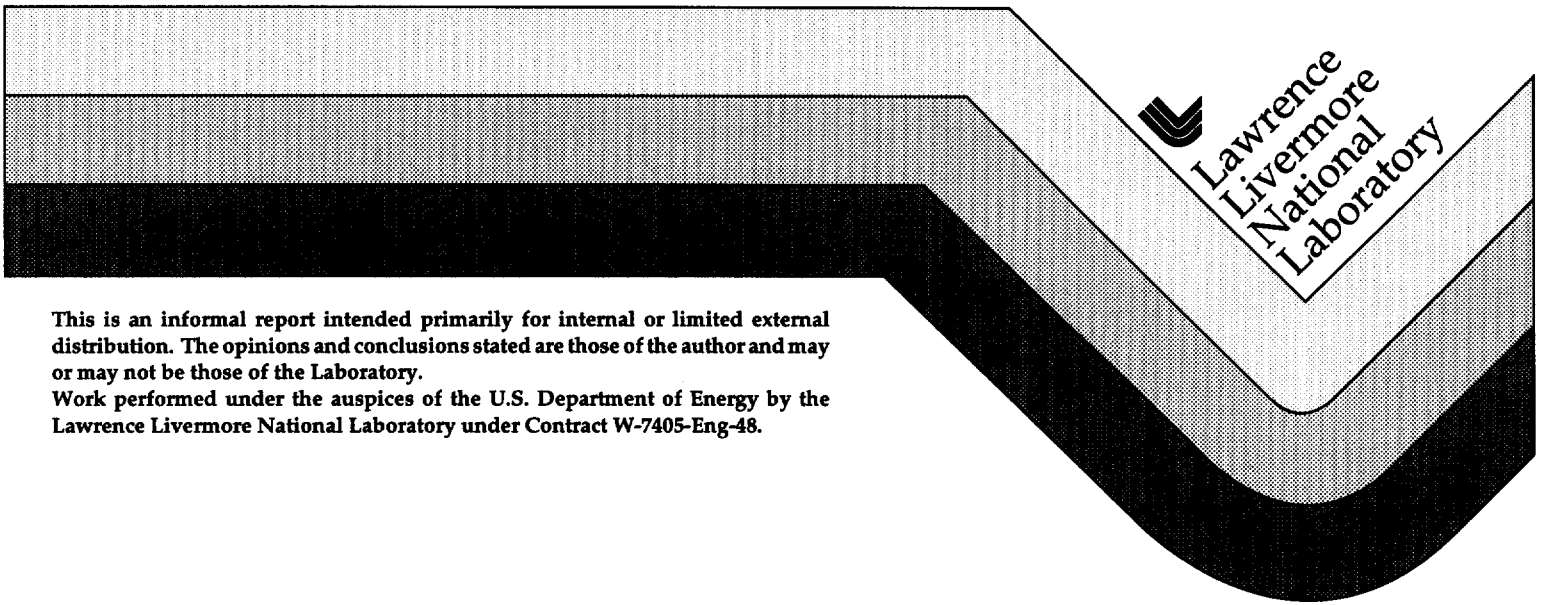 Lawrence
Livermore
National
Laboratory
This is an informal report intended primarily for internal or limited external
distribution. The opinions and conclusions stated are those of the author and may
or may not be those of the Laboratory.
Work performed under the auspices of the U.S. Department of Energy by the
Lawrence Livermore National Laboratory under Contract W-7405-Eng-48.